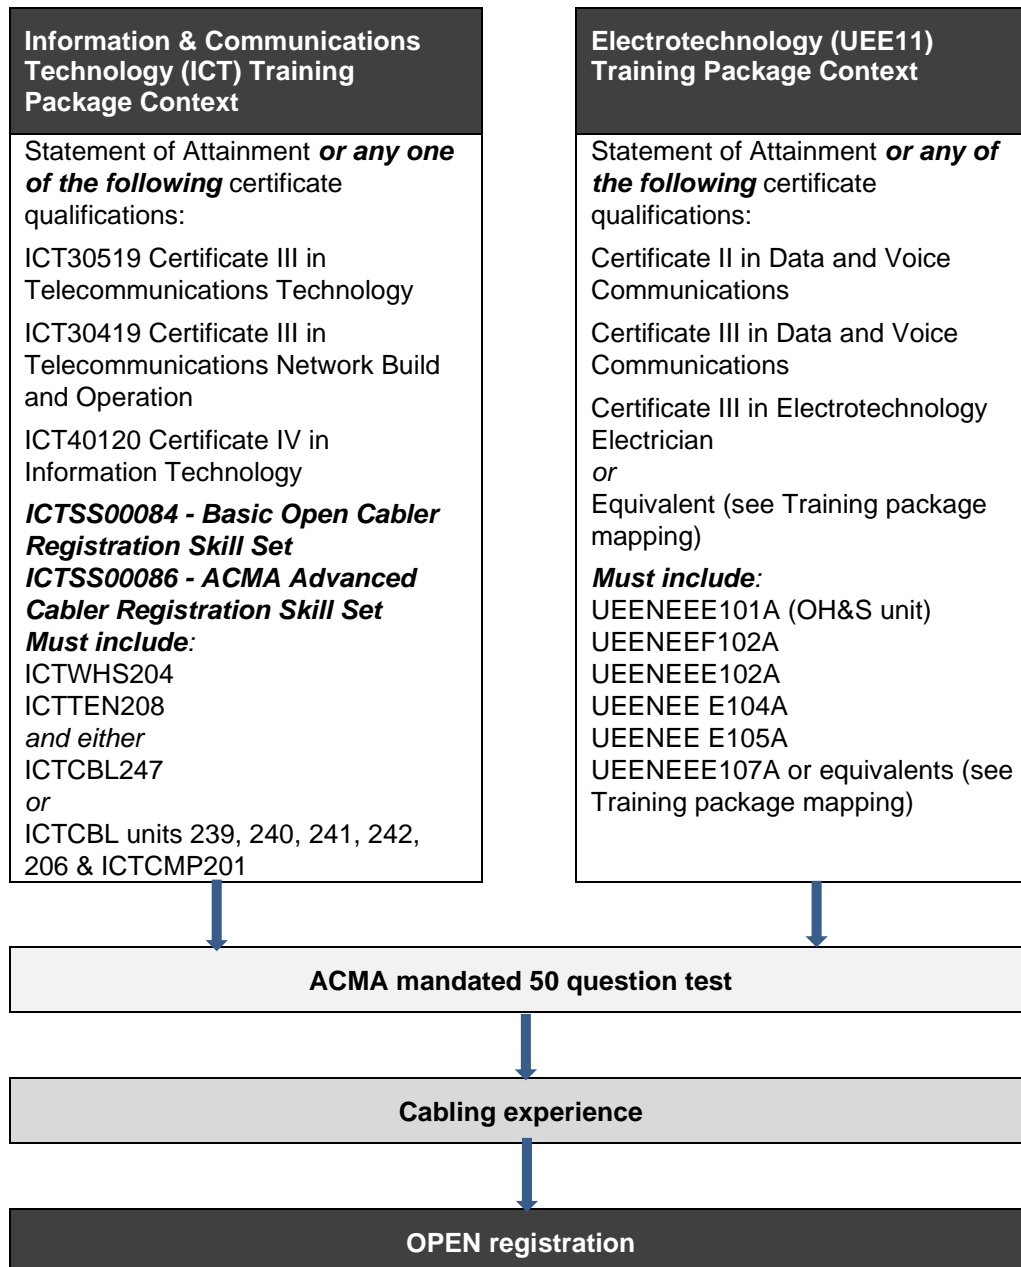 Information & Communications
Technology (ICT) Training
Package Context
Statement of Attainment or any one
of the following certificate
qualifications:
ICT30519 Certificate III in
Telecommunications Technology
ICT30419 Certificate III in
Telecommunications Network Build
and Operation
ICT40120 Certificate IV in
Information Technology
ICTSS00084 - Basic Open Cabler
Registration Skill Set
ICTSS00086 - ACMA Advanced
Cabler Registration Skill Set
Must include:
ICTWHS204
ICTTEN208
and either
ICTCBL247
or
ICTCBL units 239, 240, 241, 242,
206 & ICTCMP201
Electrotechnology (UEE11)
Training Package Context
Statement of Attainment or any of
the following certificate
qualifications:
Certificate II in Data and Voice
Communications
Certificate III in Data and Voice
Communications
Certificate III in Electrotechnology
Electrician
or
Equivalent (see Training package
mapping)
Must include:
UEENEEE101A (OH&S unit)
UEENEEF102A
UEENEEE102A
UEENEE E104A
UEENEE E105A
UEENEEE107A or equivalents (see
Training package mapping)
ACMA mandated 50 question test
Cabling experience
OPEN registration